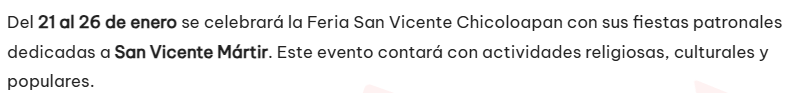 Del 21 al 26 de enero se celebrará la Feria San Vicente Chicoloapan con sus fiestas patronales
dedicadas a San Vicente Mártir. Este evento contará con actividades religiosas, culturales y
populares.